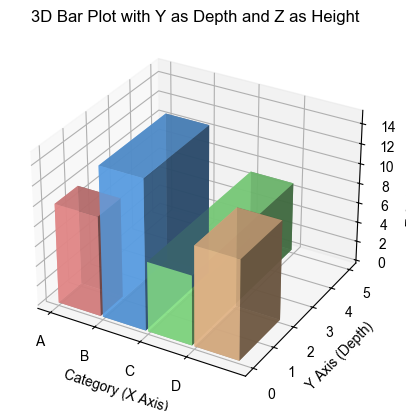 3D Bar Plot with Y as Depth and Z as Height
14
12
10
8
6
4
2
0
5
4
3
2
1
0
Y Axis (Depth)
A
B
C
D
Category (X Axis)